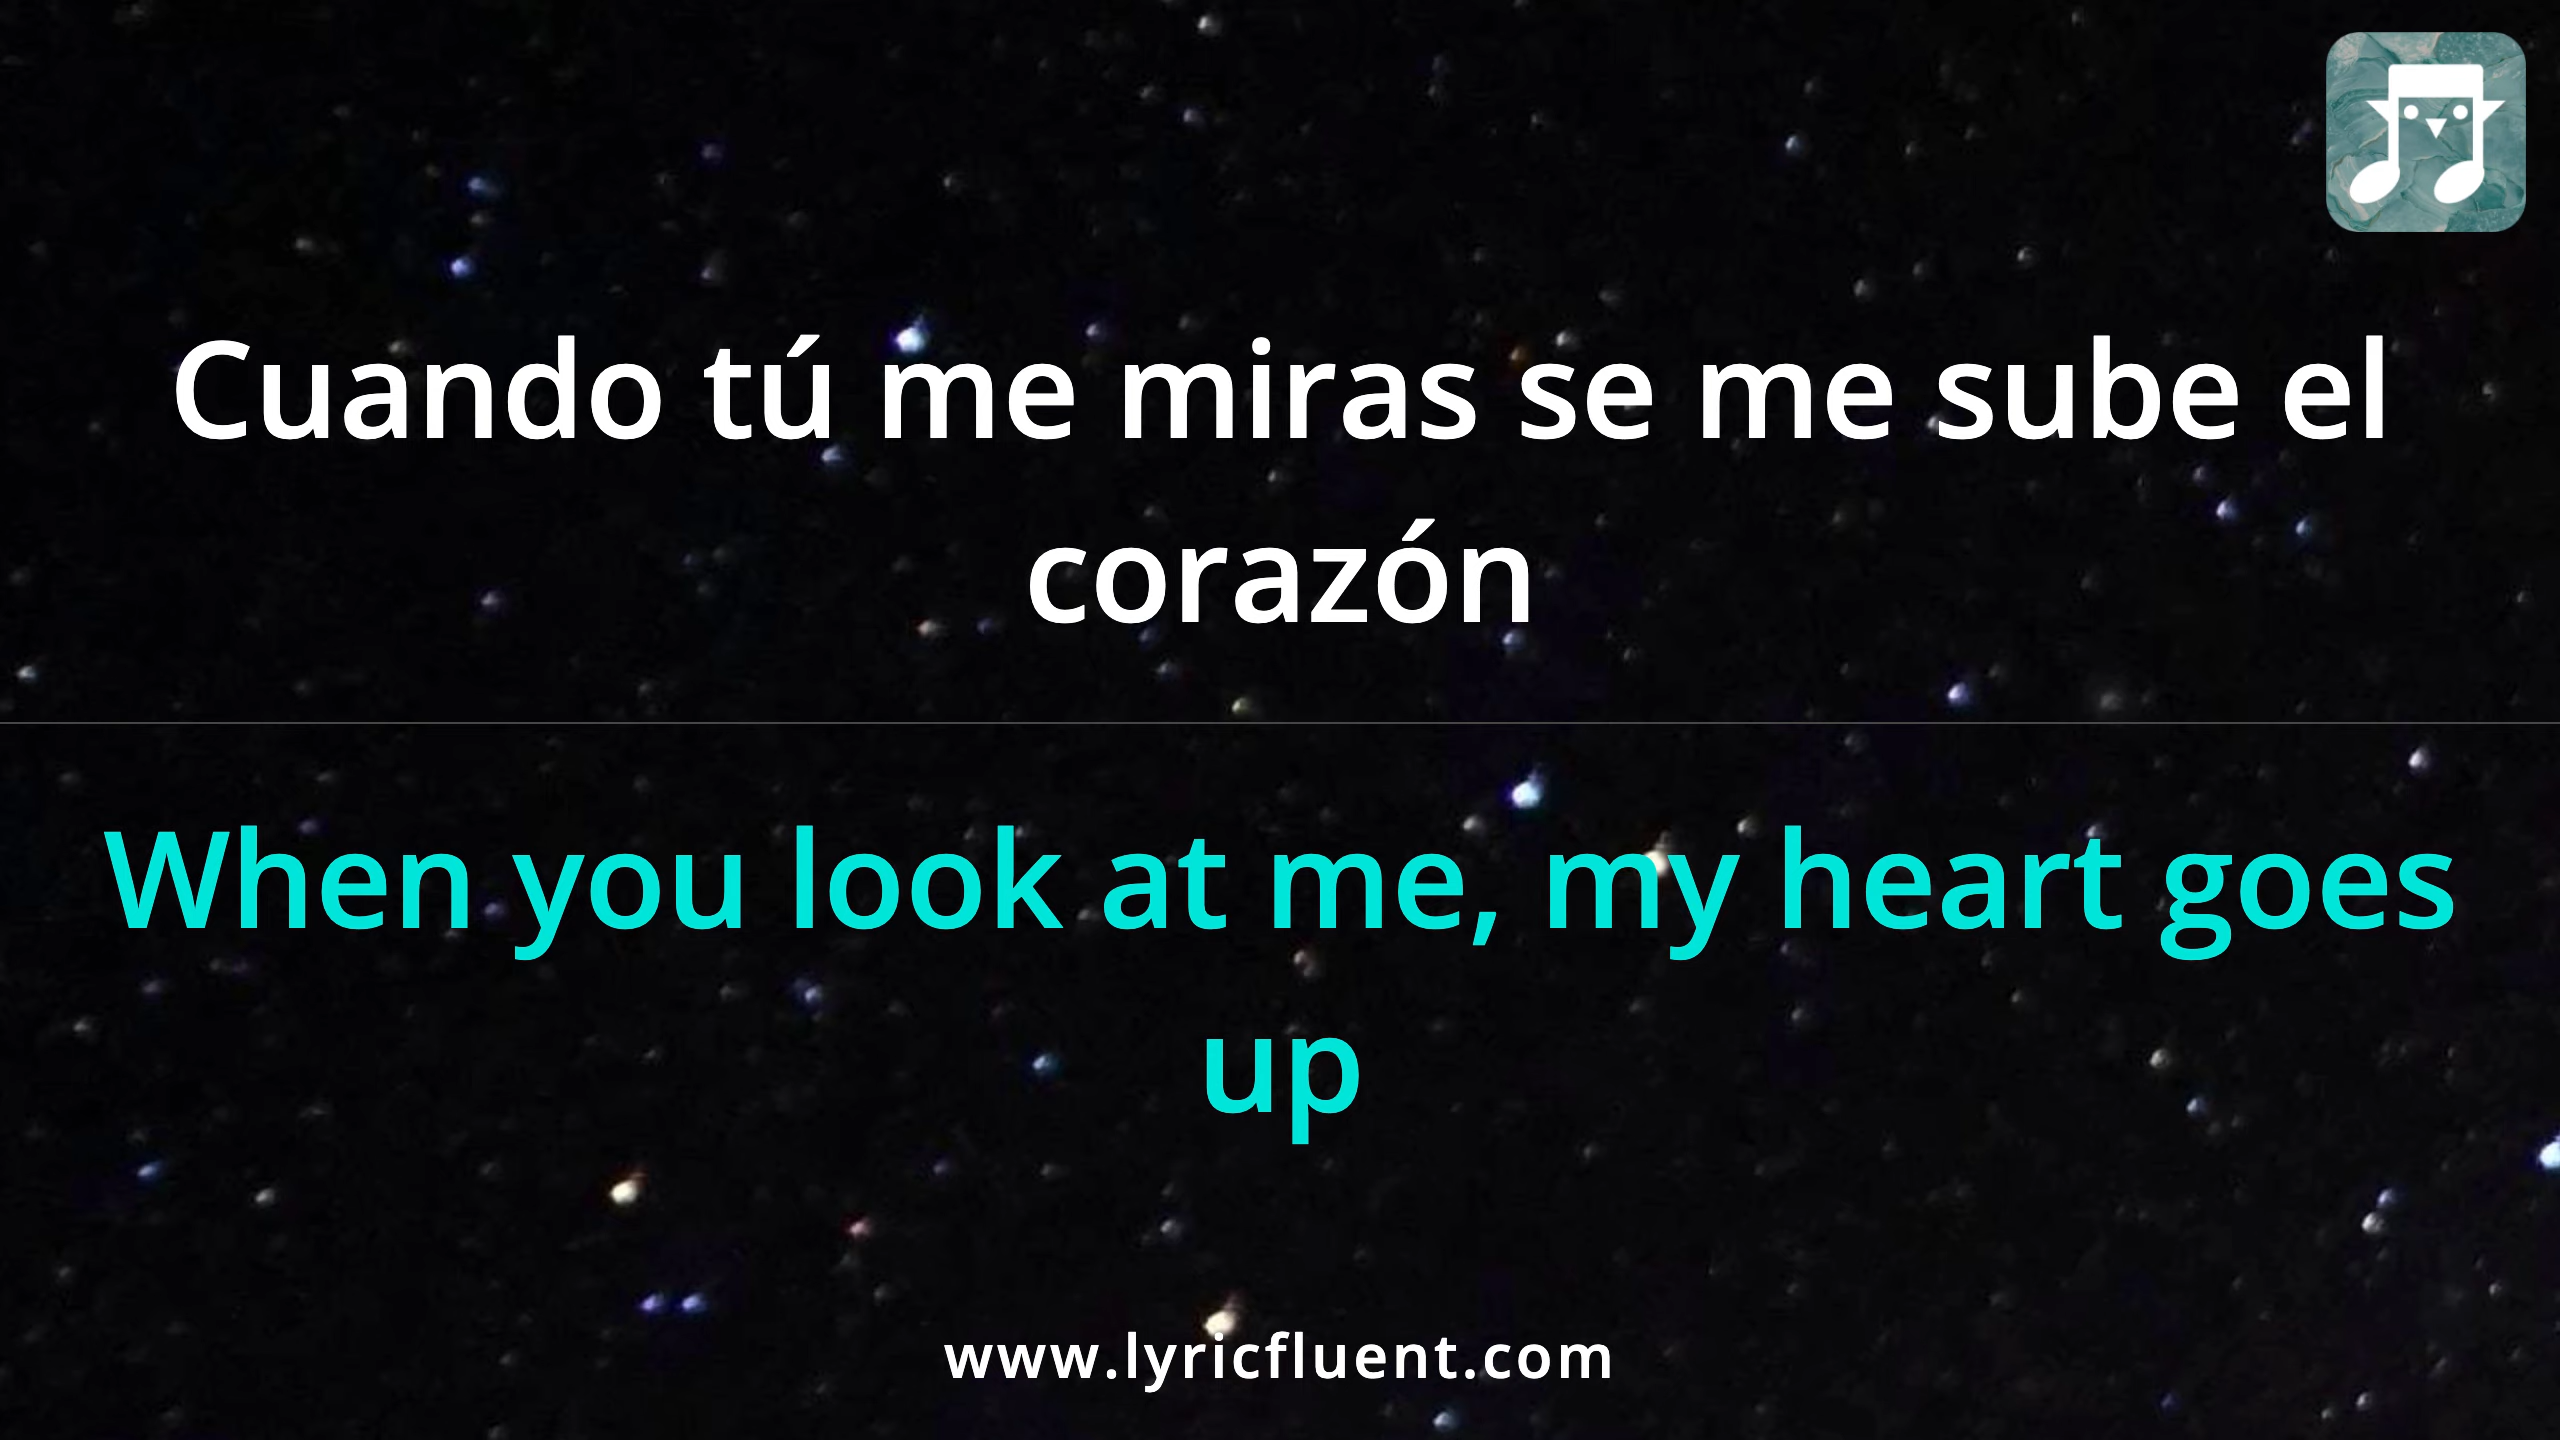 Cuando tú me miras se me sube el
corazón
When you look at me, my heart goes
up
www.lyricfluent.com